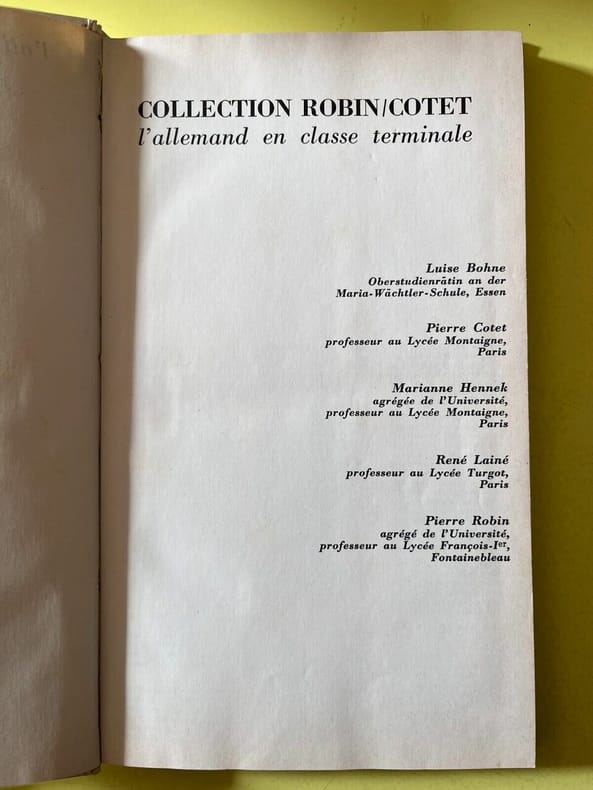 COLLECTION ROBIN/COTET
l'allemand en classe terminale
Luise Bohne
Oberstudienrätin an der
Maria-Wächtler-Schule, Essen
Pierre Cotet
professeur au Lycée Montaigne,
Paris
Marianne Hennek
agrégée de l'Université,
professeur au Lycée Montaigne,
Paris
René Lainé
professeur au Lycée Turgot,
Paris
Pierre Robin
agrégé de l'Université,
professeur au Lycée François-Ier,
Fontainebleau